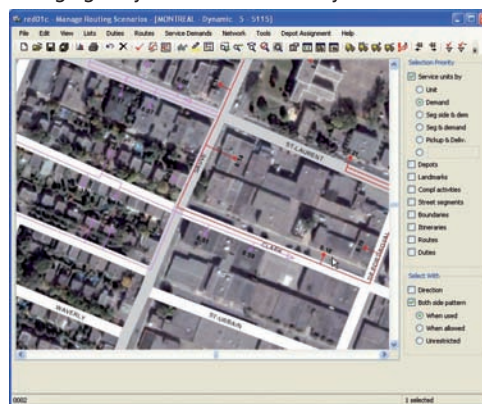 red01c - Manage Routing Scenarios - [MONTREAL - Dynamic S - 5115]
File Edit View Lists Duties Routes Service Demands Network Tools Depot Assignment Help
Selection Priority
Service units by
Unit
Demand
Seg side & dem
Seg & demand
Pickup & Deliv.
Depots
Landmarks
Compl activities
Street segments
Boundaries
Itineraries
Routes
Duties
ST-LAURENT
CLARK
WAVERLY
ST-URBAIN
Select With
Direction
Both side pattern
When used
When allowed
Unrestricted
0002
1 selected